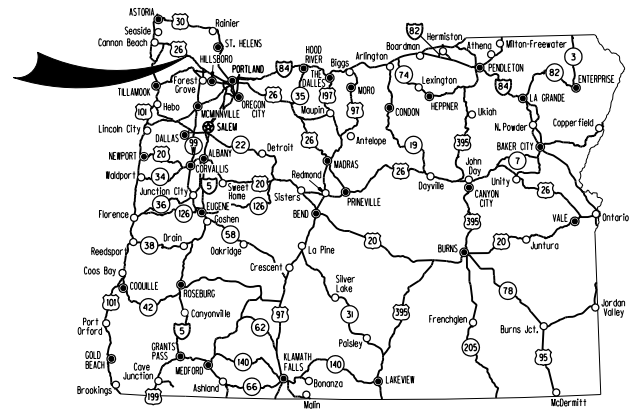 ASTORIA
30
Rainier
Seaside
Cannon Beach
26
ST. HELENS
HILLSBORO
PORTLAND
84
HOOD
RIVER
Biggs
Arlington
Boardman
82
Hermiston
Athena
Milton-Freewater
3
PENDLETON
82
ENTERPRISE
Forest
Grove
THE
DALLES
MORO
74
Lexington
84
LA GRANDE
TILLAMOOK
26
35
197
HEPPNER
101
Hebo
OREGON
CITY
Maupin
97
CONDON
Ukiah
N. Powder
Copperfield
MCMINNVILLE
Lincoln City
SALEM
DALLAS
99
22
26
Antelope
19
395
BAKER CITY
NEWPORT
20
ALBANY
Detroit
MADRAS
John
Day
7
Waldport
34
CORVALLIS
Redmond
26
Unity
Junction City
5
Sweet
Home
20
Sisters
Dayville
26
36
126
126
PRINEVILLE
CANYON
CITY
Florence
EUGENE
Goshen
BEND
395
VALE
Ontario
58
Reedsport
38
Drain
Oakridge
La Pine
20
BURNS
20
Juntura
Coos Bay
Crescent
COQUILLE
ROSEBURG
Silver
Lake
78
101
42
Canyonville
97
31
395
Jordan
Valley
Port
Orford
5
62
Frenchglen
Burns Jct.
GRANTS
PASS
Paisley
205
95
GOLD
BEACH
MEDFORD
140
KLAMATH
FALLS
140
Cave
Junction
Ashland
66
Bonanza
LAKEVIEW
Brookings
199
Malin
McDermitt